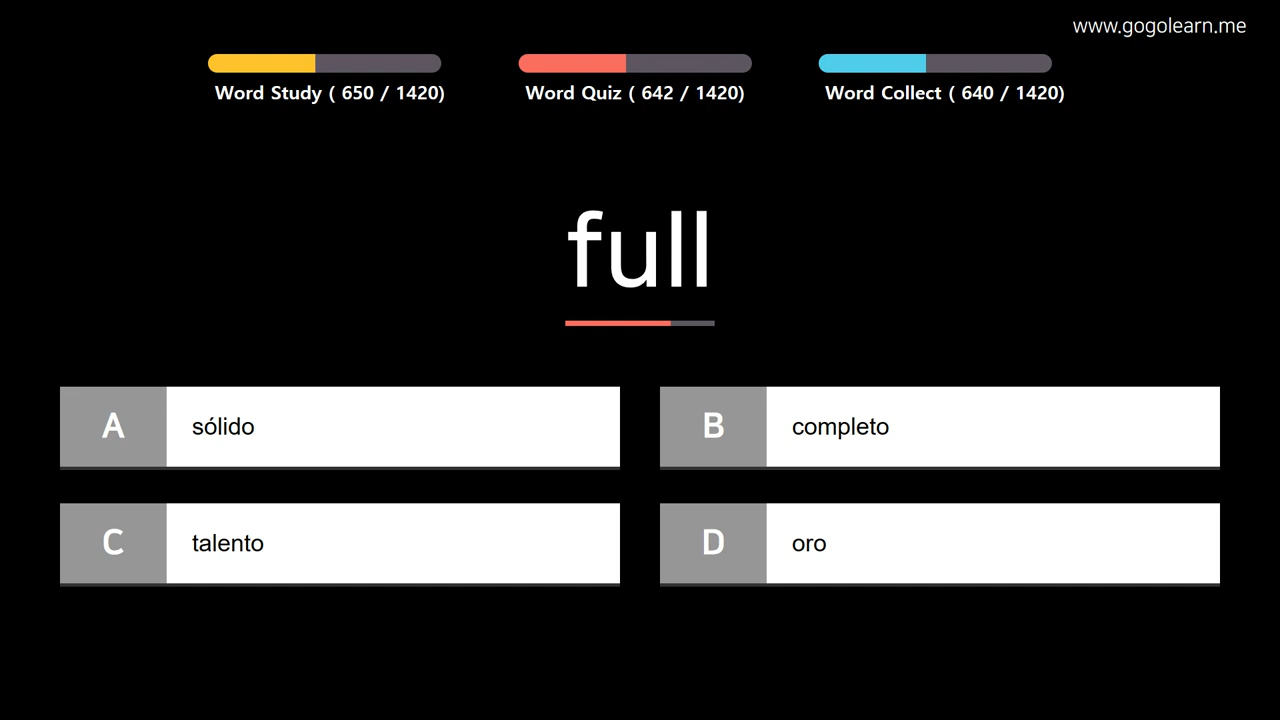 www.gogolearn.me
Word Study ( 650 / 1420)
Word Quiz ( 642 / 1420)
Word Collect ( 640 / 1420)
full
A sólido
B completo
C talento
D oro